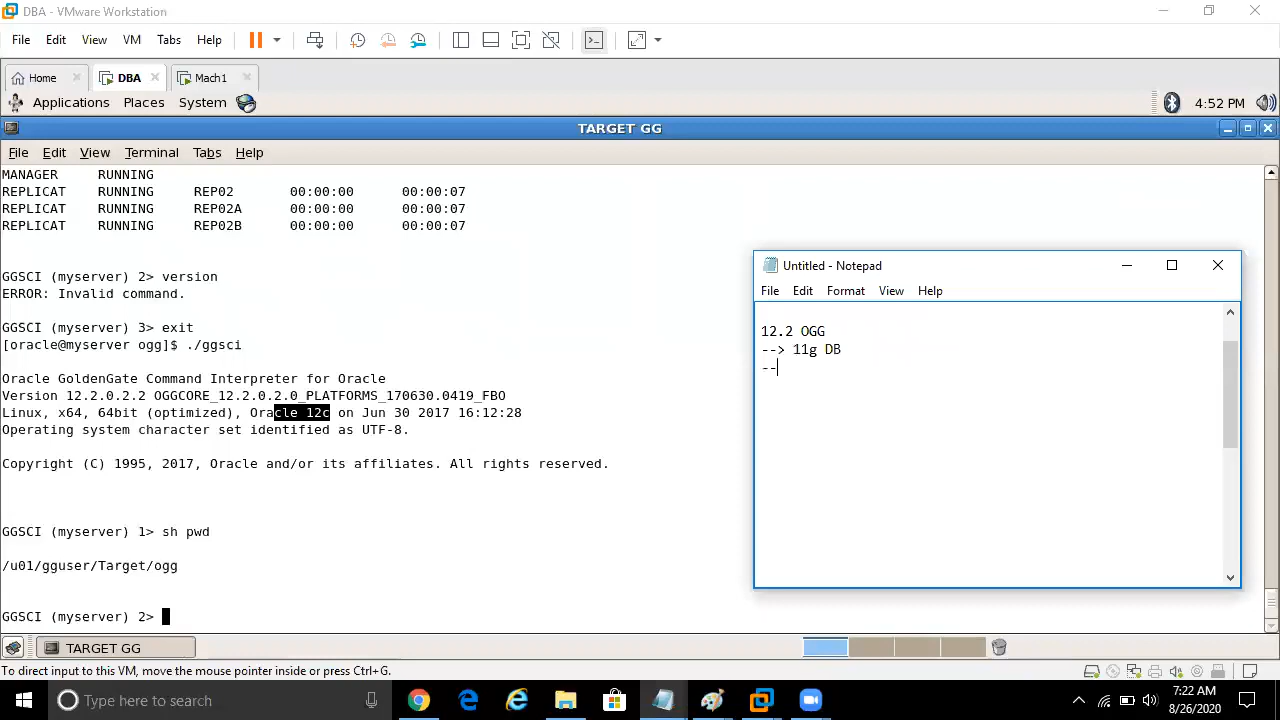 DBA - VMware Workstation
File Edit View VM Tabs Help
Home DBA Mach1
Applications Places System 4:52 PM
TARGET GG
File Edit View Terminal Tabs Help
MANAGER RUNNING
REPLICAT RUNNING REP02 00:00:00 00:00:07
REPLICAT RUNNING REP02A 00:00:00 00:00:07
REPLICAT RUNNING REP02B 00:00:00 00:00:07
GGSCI (myserver) 2> version
ERROR: Invalid command.
GGSCI (myserver) 3> exit
[oracle@myserver ogg]$ ./ggsci
Oracle GoldenGate Command Interpreter for Oracle
Version 12.2.0.2.2 OGGCORE_12.2.0.2.0_PLATFORMS_170630.0419_FBO
Linux, x64, 64bit (optimized), Oracle 12c on Jun 30 2017 16:12:28
Operating system character set identified as UTF-8.
Copyright (C) 1995, 2017, Oracle and/or its affiliates. All rights reserved.
GGSCI (myserver) 1> sh pwd
/u01/gguser/Target/ogg
GGSCI (myserver) 2>
Untitled - Notepad
File Edit Format View Help
12.2 OGG
--> 11g DB
--
TARGET GG
To direct input to this VM, move the mouse pointer inside or press Ctrl+G.
Type here to search
7:22 AM
8/26/2020